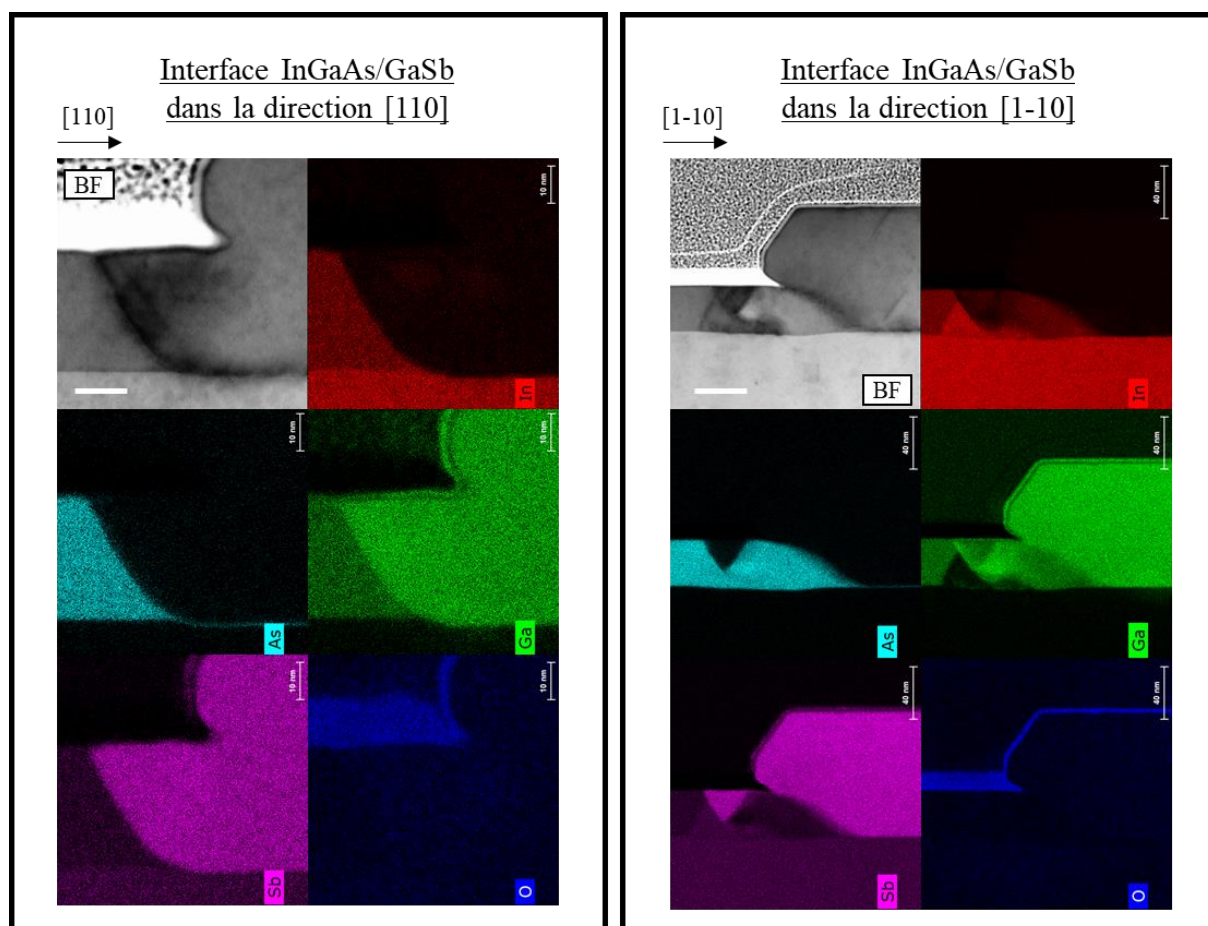 Interface InGaAs/GaSb
dans la direction [110]
[110]
BF
10 nm
In
10 nm
As
10 nm
Ga
10 nm
Sb
10 nm
O
Interface InGaAs/GaSb
dans la direction [1-10]
[1-10]
BF
40 nm
In
40 nm
As
40 nm
Ga
40 nm
Sb
40 nm
O